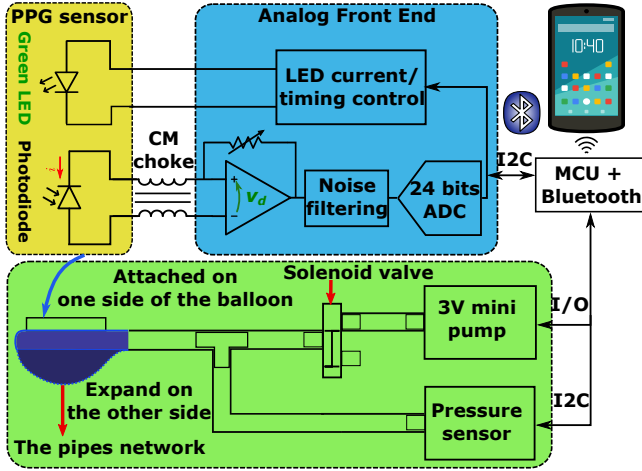 PPG sensor
Green LED
Photodiode
CM
choke
Analog Front End
LED current/
timing control
+
v_d
−
Noise
filtering
24 bits
ADC
I2C
10:40
MCU +
Bluetooth
I/O
I2C
Attached on
one side of the balloon
Solenoid valve
3V mini
pump
Expand on
the other side
The pipes network
Pressure
sensor